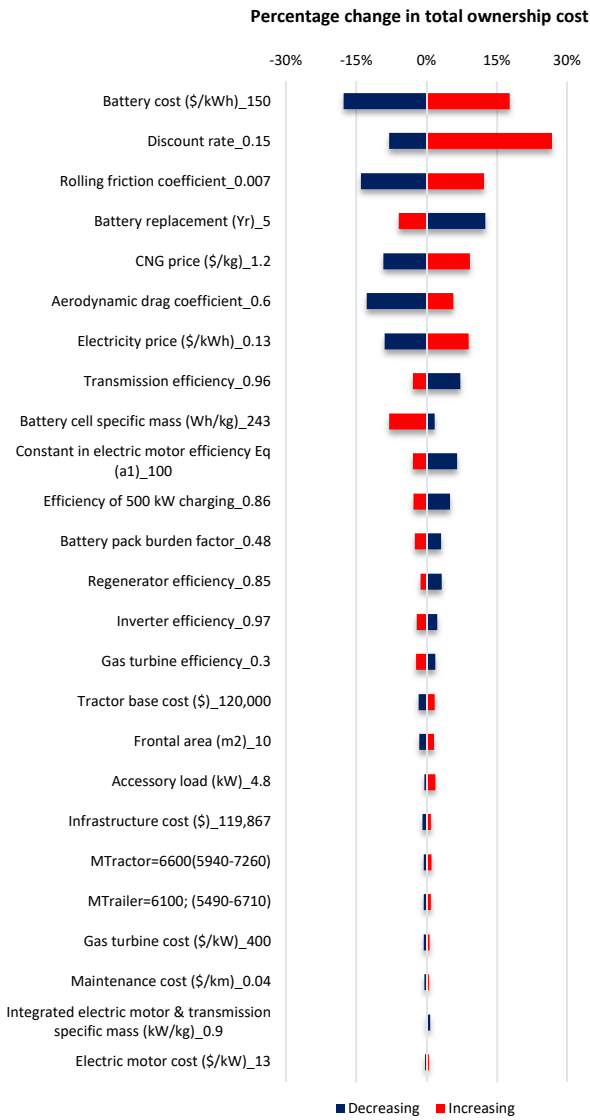 Percentage change in total ownership cost
-30% -15% 0% 15% 30%
Battery cost ($/kWh)_150
Discount rate_0.15
Rolling friction coefficient_0.007
Battery replacement (Yr)_5
CNG price ($/kg)_1.2
Aerodynamic drag coefficient_0.6
Electricity price ($/kWh)_0.13
Transmission efficiency_0.96
Battery cell specific mass (Wh/kg)_243
Constant in electric motor efficiency Eq
(a1)_100
Efficiency of 500 kW charging_0.86
Battery pack burden factor_0.48
Regenerator efficiency_0.85
Inverter efficiency_0.97
Gas turbine efficiency_0.3
Tractor base cost ($)_120,000
Frontal area (m2)_10
Accessory load (kW)_4.8
Infrastructure cost ($)_119,867
MTractor=6600(5940-7260)
MTrailer=6100; (5490-6710)
Gas turbine cost ($/kW)_400
Maintenance cost ($/km)_0.04
Integrated electric motor & transmission
specific mass (kW/kg)_0.9
Electric motor cost ($/kW)_13
Decreasing Increasing